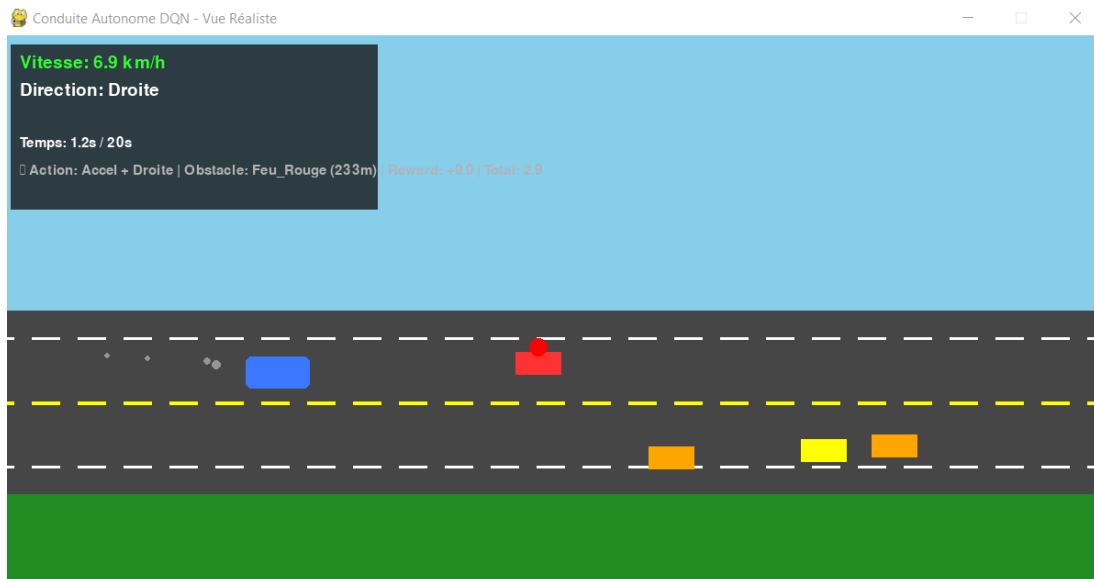 Conduite Autonome DQN - Vue Réaliste
Vitesse: 6.9 km/h
Direction: Droite
Temps: 1.2s / 20s
Action: Accel + Droite | Obstacle: Feu_Rouge (233m) | Reward: +0.0 | Total: 2.9